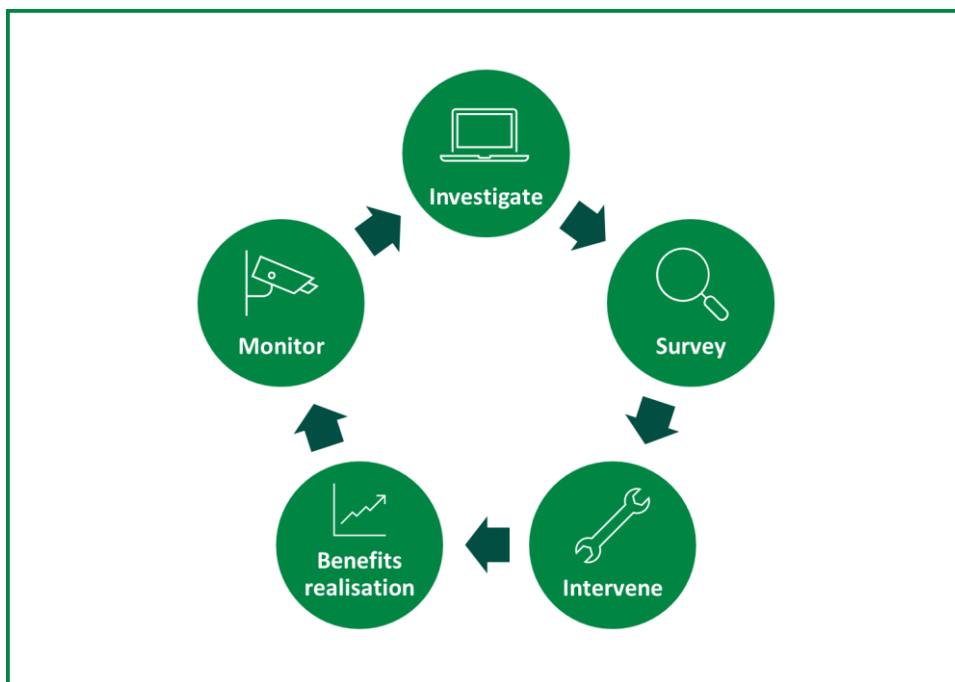 Investigate
Survey
Intervene
Benefits
realisation
Monitor